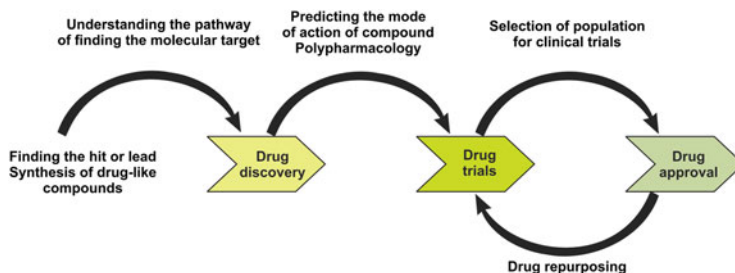 Understanding the pathway
of finding the molecular target
Predicting the mode
of action of compound
Polypharmacology
Selection of population
for clinical trials
Finding the hit or lead
Synthesis of drug-like
compounds
Drug
discovery
Drug
trials
Drug
approval
Drug repurposing